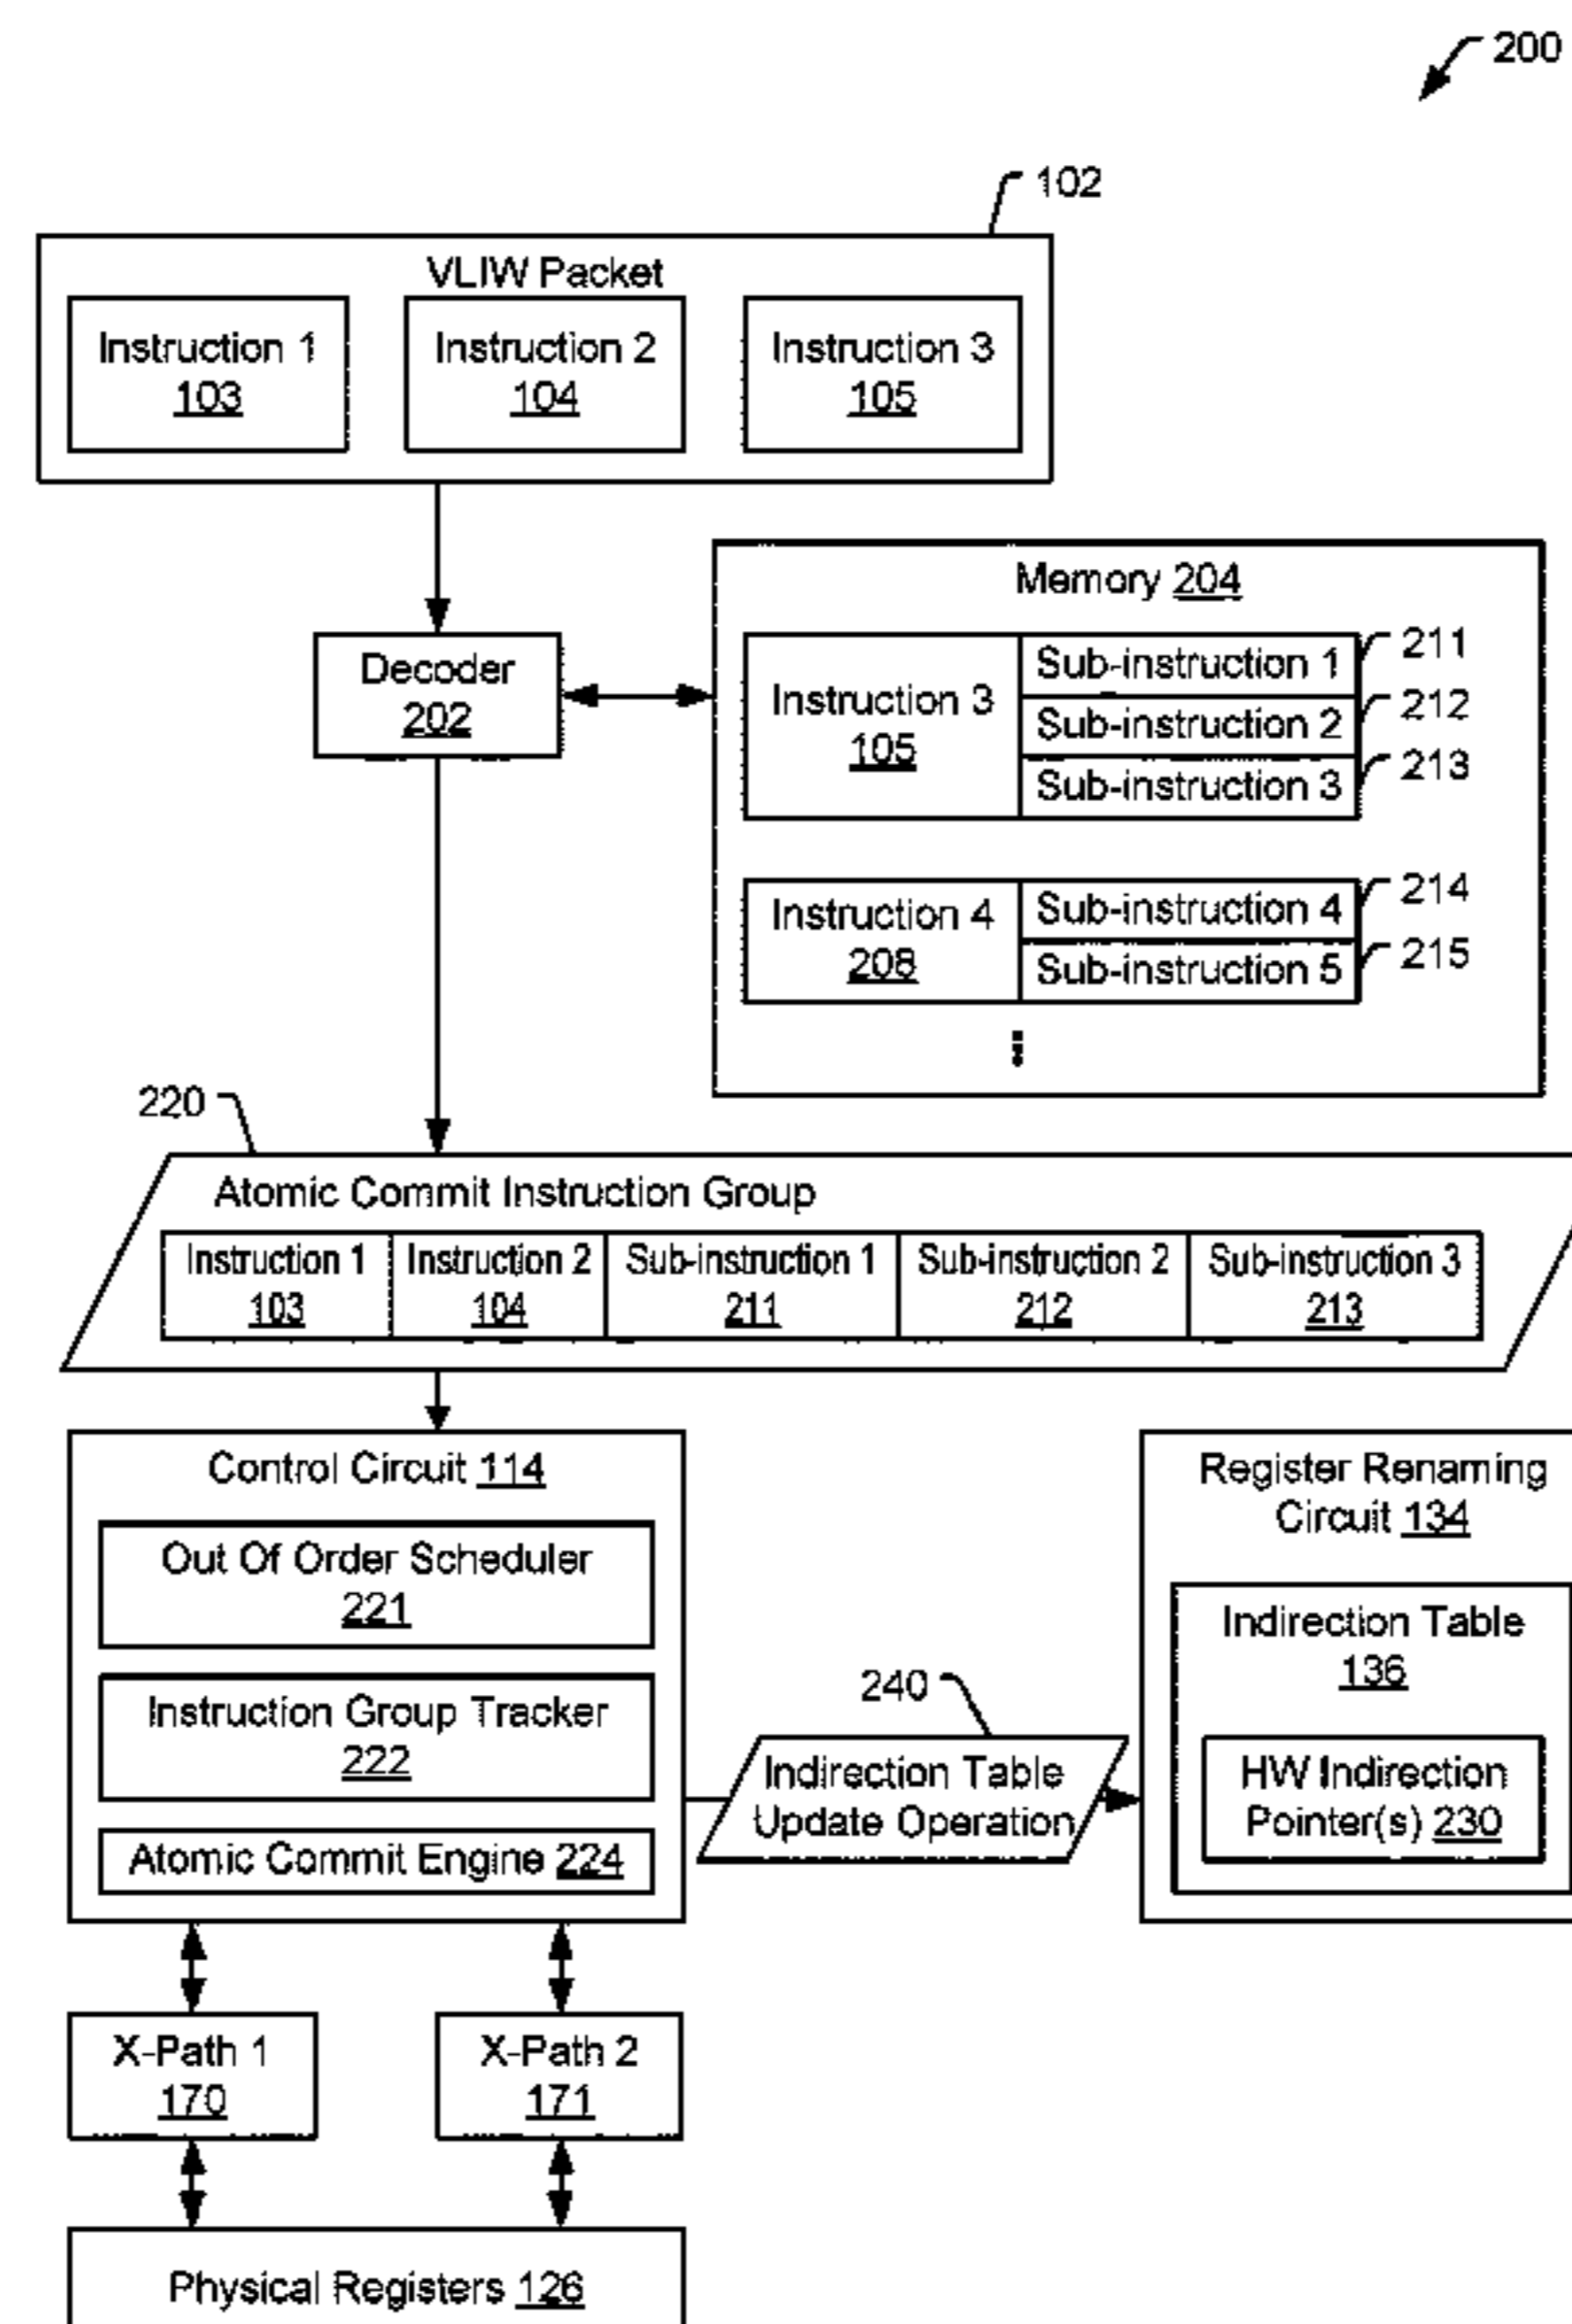 200
102
VLIW Packet
Instruction 1
103
Instruction 2
104
Instruction 3
105
Memory 204
Decoder
202
Instruction 3
105
Sub-instruction 1
211
Sub-instruction 2
212
Sub-instruction 3
213
Instruction 4
208
Sub-instruction 4
214
Sub-instruction 5
215
220
Atomic Commit Instruction Group
Instruction 1
103
Instruction 2
104
Sub-instruction 1
211
Sub-instruction 2
212
Sub-instruction 3
213
Control Circuit 114
Out Of Order Scheduler
221
Instruction Group Tracker
222
Atomic Commit Engine 224
240
Indirection Table
Update Operation
Register Renaming
Circuit 134
Indirection Table
136
HW Indirection
Pointer(s) 230
X-Path 1
170
X-Path 2
171
Physical Registers 126